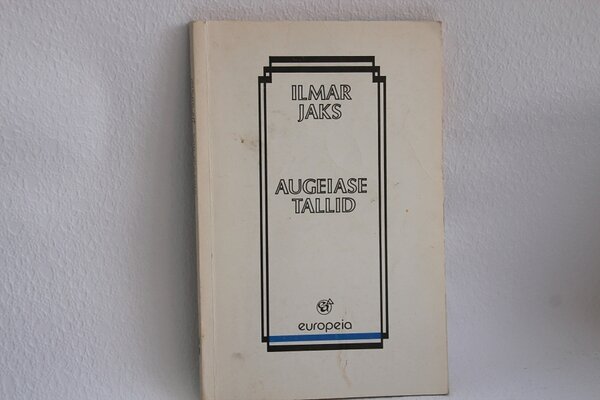 ILMAR
JAKS
AUGEIASE
TALLID
europeia